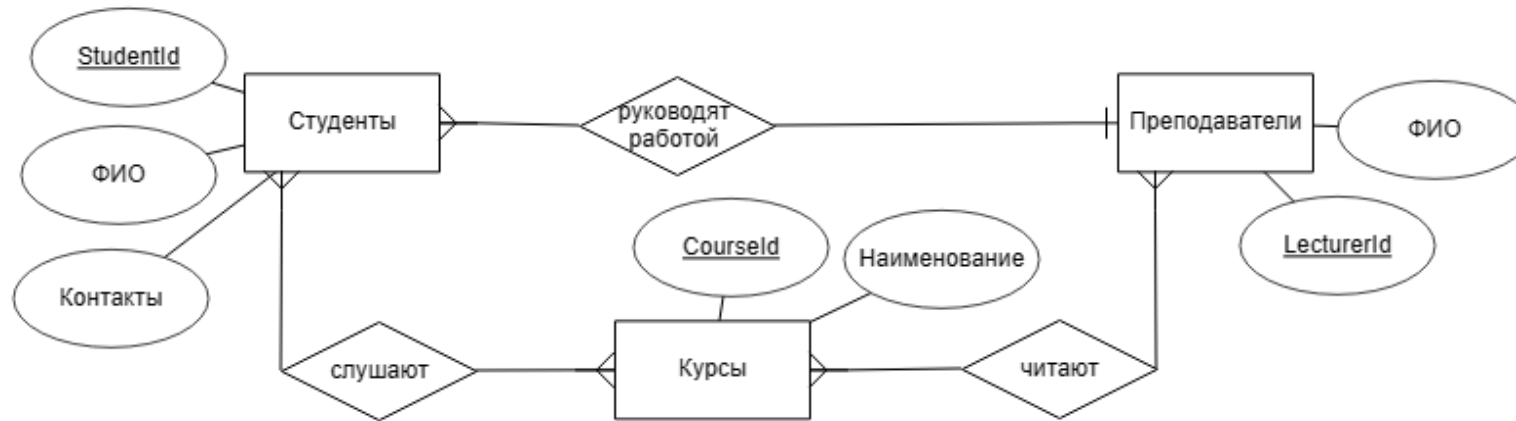 StudentId
Студенты
ФИО
Контакты
руководят
работой
Преподаватели
ФИО
LecturerId
CourseId
Наименование
слушают
Курсы
читают